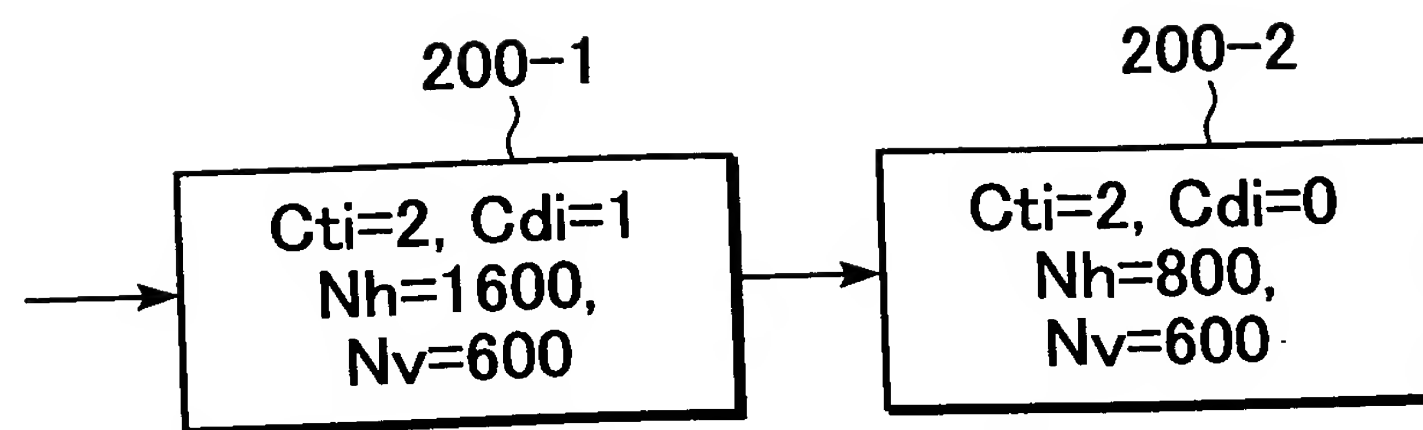 200-1
Cti=2, Cdi=1
Nh=1600,
Nv=600
200-2
Cti=2, Cdi=0
Nh=800,
Nv=600